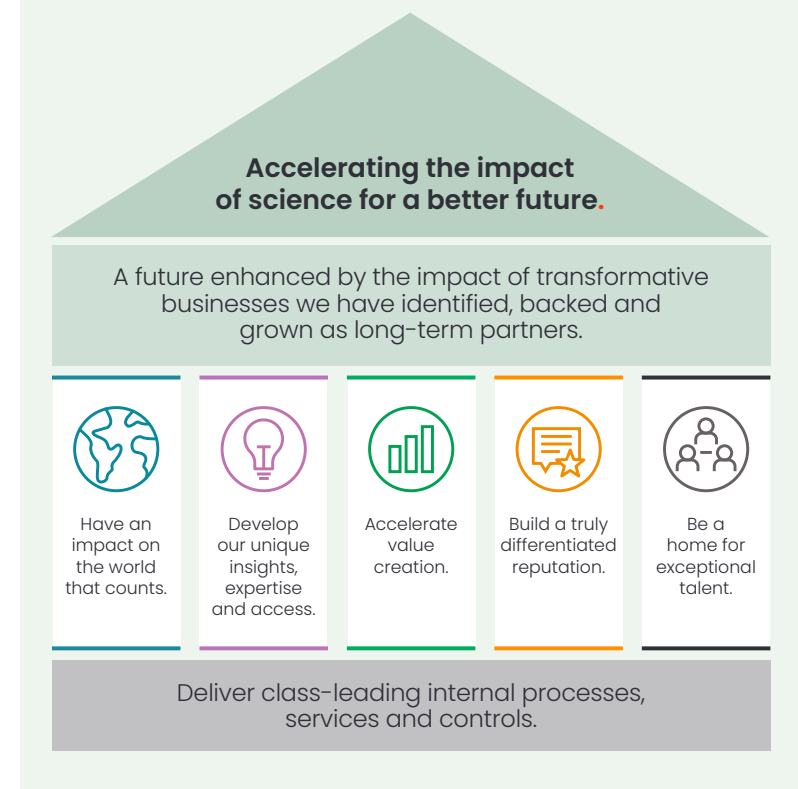 Accelerating the impact
of science for a better future.
A future enhanced by the impact of transformative
businesses we have identified, backed and
grown as long-term partners.
Have an
impact on
the world
that counts.
Develop
our unique
insights,
expertise
and access.
Accelerate
value
creation.
Build a truly
differentiated
reputation.
Be a
home for
exceptional
talent.
Deliver class-leading internal processes,
services and controls.